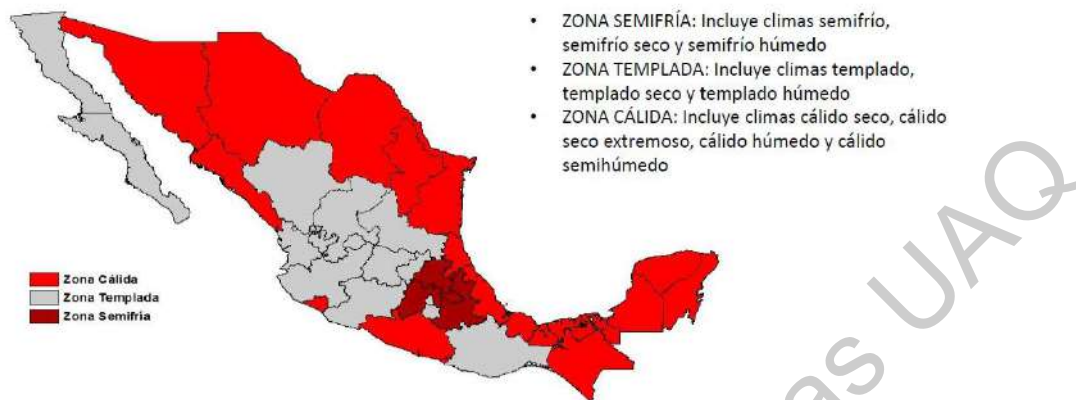 • ZONA SEMIFRÍA: Incluye climas semifrío,
semifrío seco y semifrío húmedo
• ZONA TEMPLADA: Incluye climas templado,
templado seco y templado húmedo
• ZONA CÁLIDA: Incluye climas cálido seco, cálido
seco extremoso, cálido húmedo y cálido
semihúmedo
Zona Cálida
Zona Templada
Zona Semifría
as UAQ